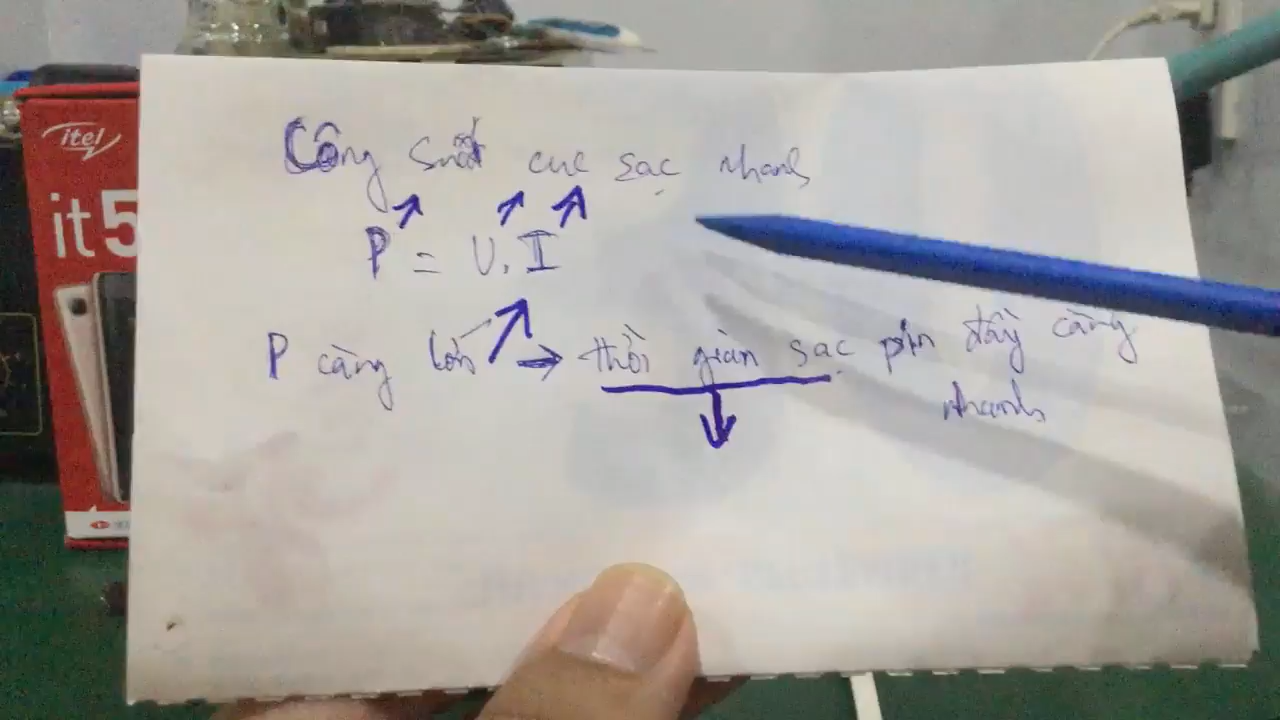 Công suất cục sạc nhanh
P = U.I
P càng lớn → thời gian sạc pin đầy càng
nhanh
itel
it5